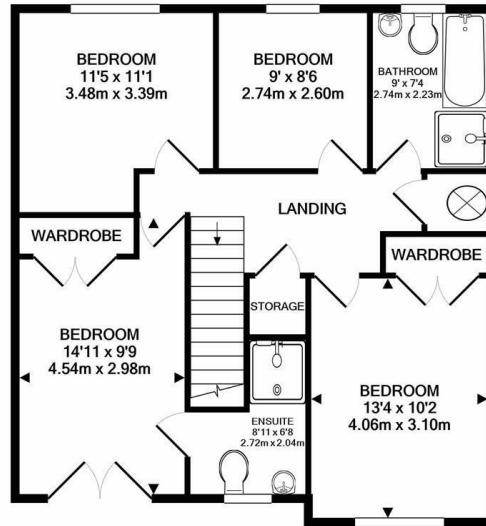 BEDROOM
11'5 x 11'1
3.48m x 3.39m
BEDROOM
9' x 8'6
2.74m x 2.60m
BATHROOM
9' x 7'4
2.74m x 2.23m
LANDING
WARDROBE
WARDROBE
STORAGE
BEDROOM
14'11 x 9'9
4.54m x 2.98m
ENSUITE
8'11 x 6'8
2.72m x 2.04m
BEDROOM
13'4 x 10'2
4.06m x 3.10m